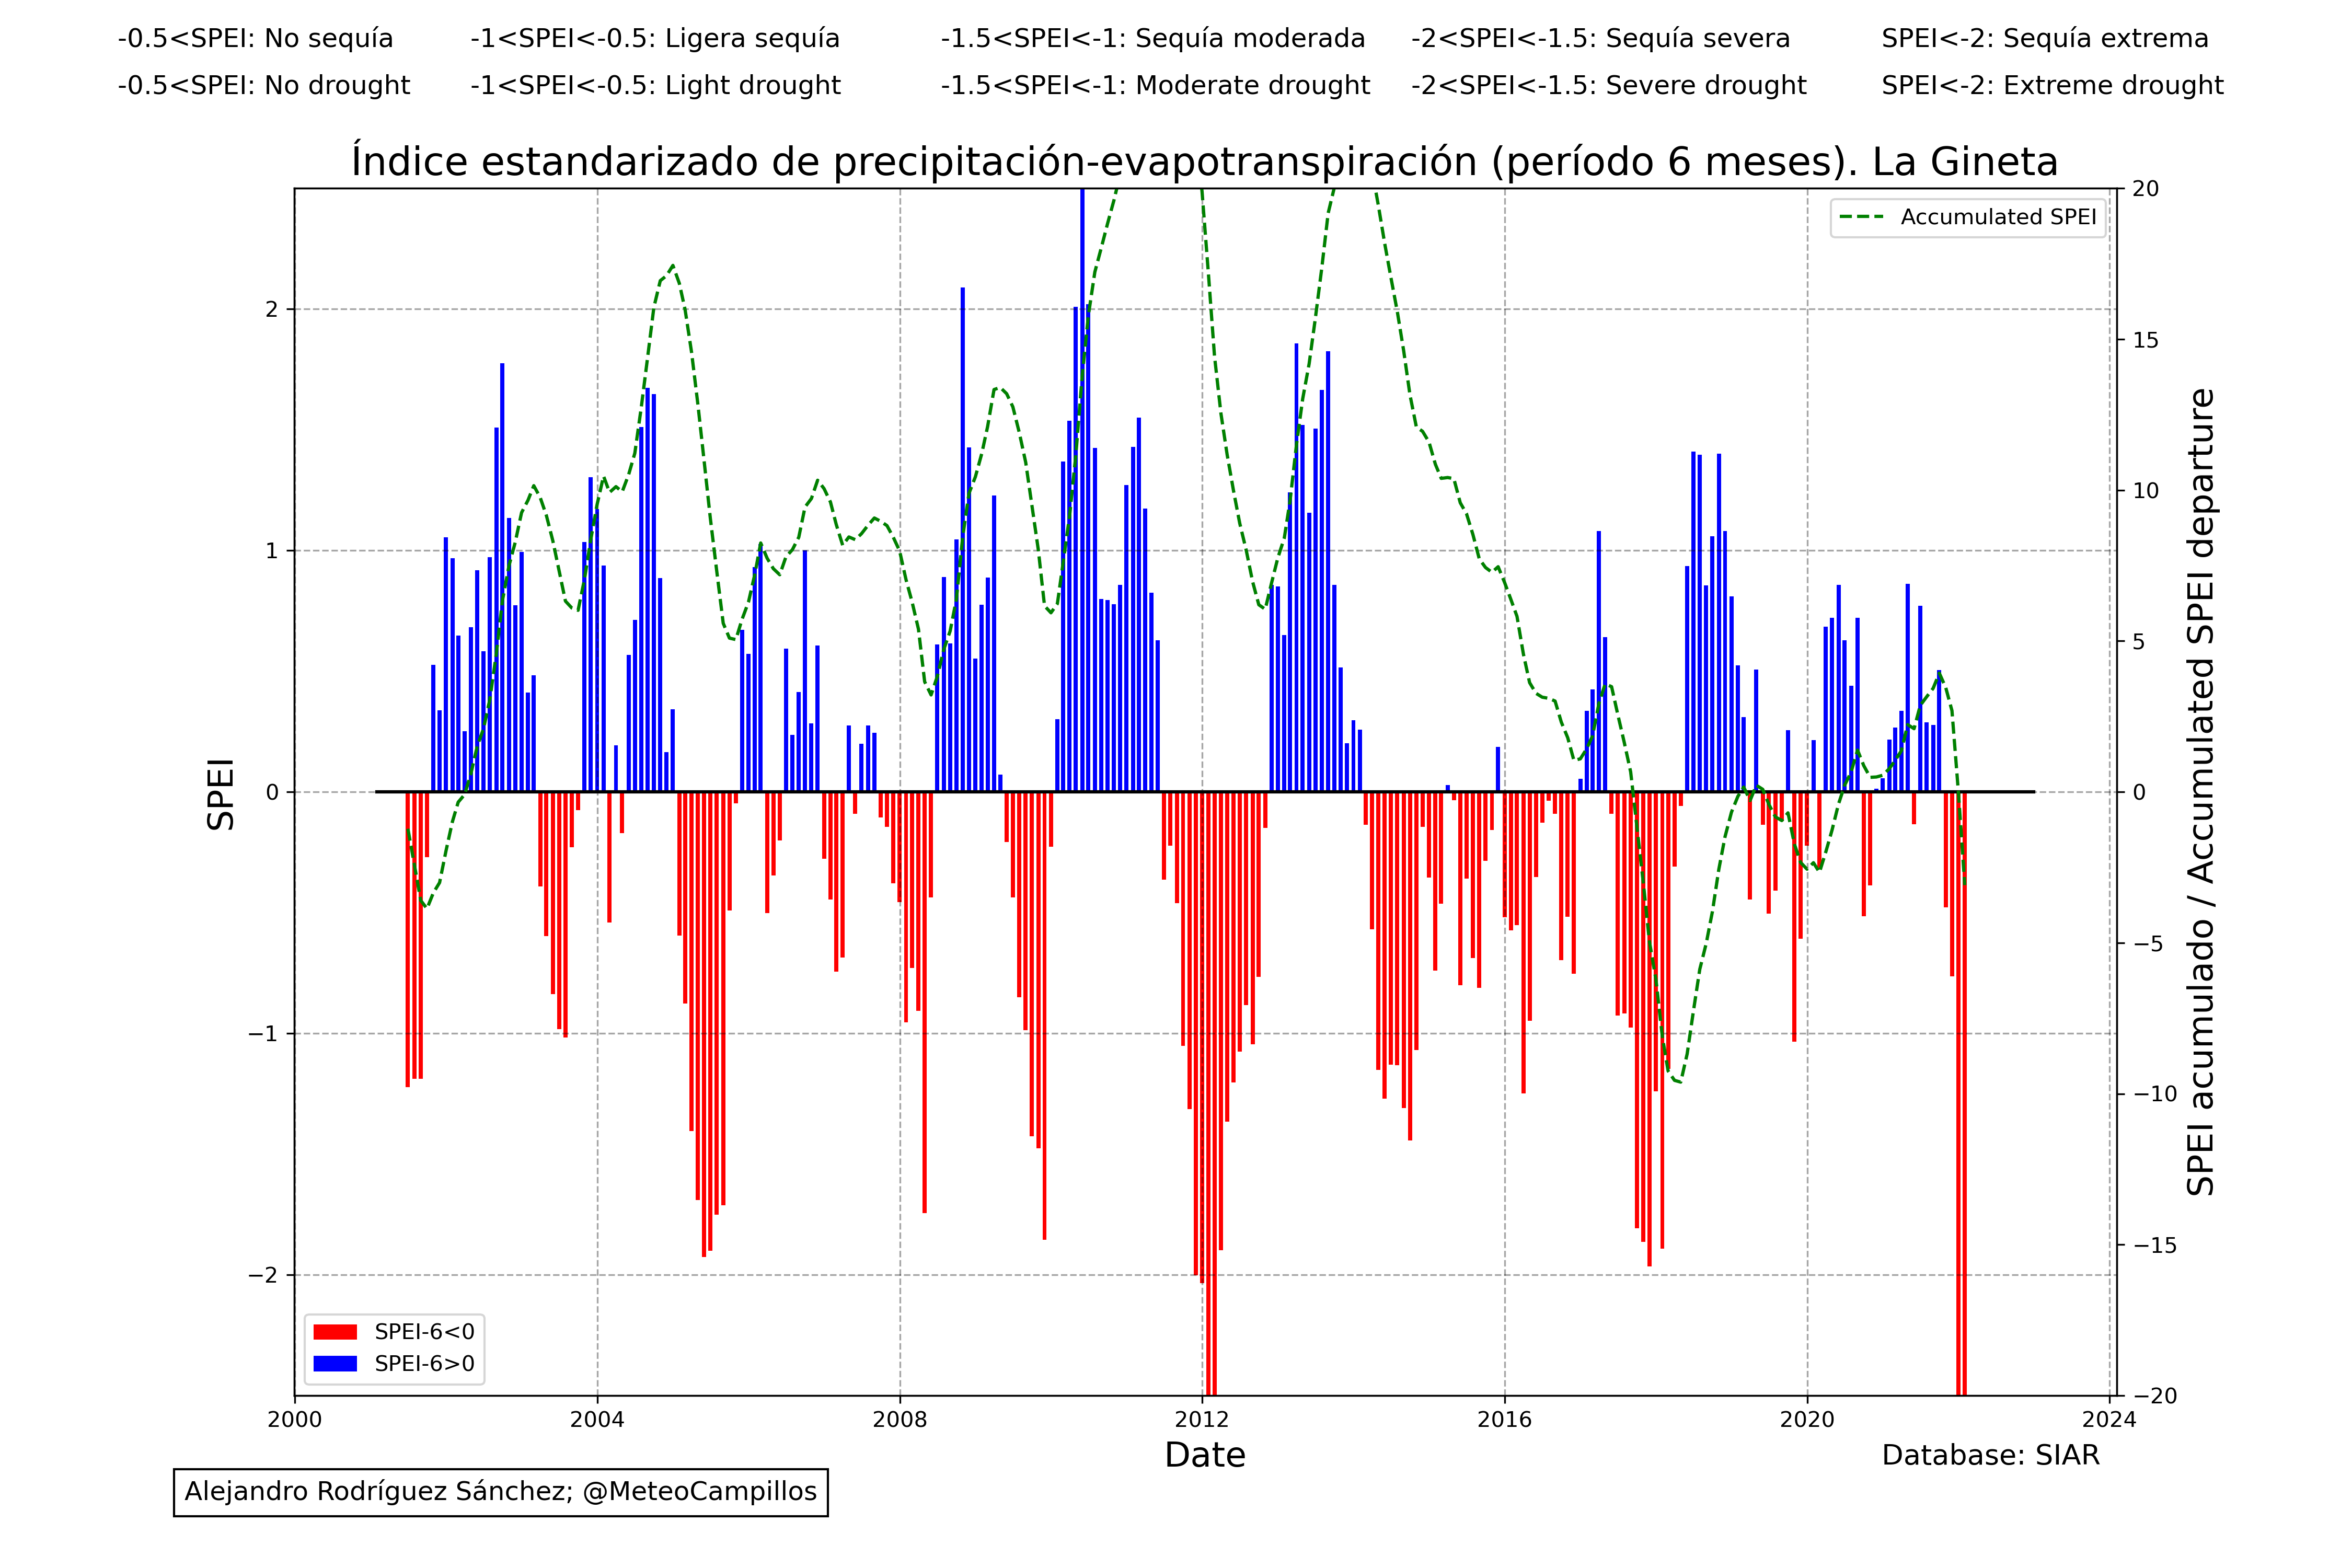 -0.5<SPEI: No sequía -1<SPEI<-0.5: Ligera sequía -1.5<SPEI<-1: Sequía moderada -2<SPEI<-1.5: Sequía severa SPEI<-2: Sequía extrema
-0.5<SPEI: No drought -1<SPEI<-0.5: Light drought -1.5<SPEI<-1: Moderate drought -2<SPEI<-1.5: Severe drought SPEI<-2: Extreme drought
Índice estandarizado de precipitación-evapotranspiración (período 6 meses). La Gineta
Accumulated SPEI
SPEI
2
1
0
−1
−2
20
15
10
5
0
−5
−10
−15
−20
SPEI acumulado / Accumulated SPEI departure
SPEI-6<0
SPEI-6>0
2000 2004 2008 2012 2016 2020 2024
Date
Database: SIAR
Alejandro Rodríguez Sánchez; @MeteoCampillos